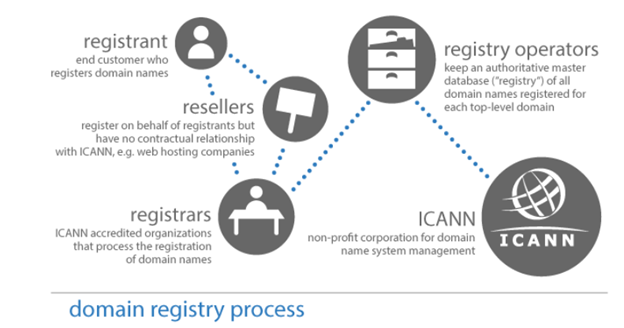 registrant
end customer who
registers domain names
resellers
register on behalf of registrants but
have no contractual relationship
with ICANN, e.g. web hosting companies
registrars
ICANN accredited organizations
that process the registration
of domain names
registry operators
keep an authoritative master
database ("registry") of all
domain names registered for
each top-level domain
ICANN
non-profit corporation for domain
name system management
ICANN
domain registry process